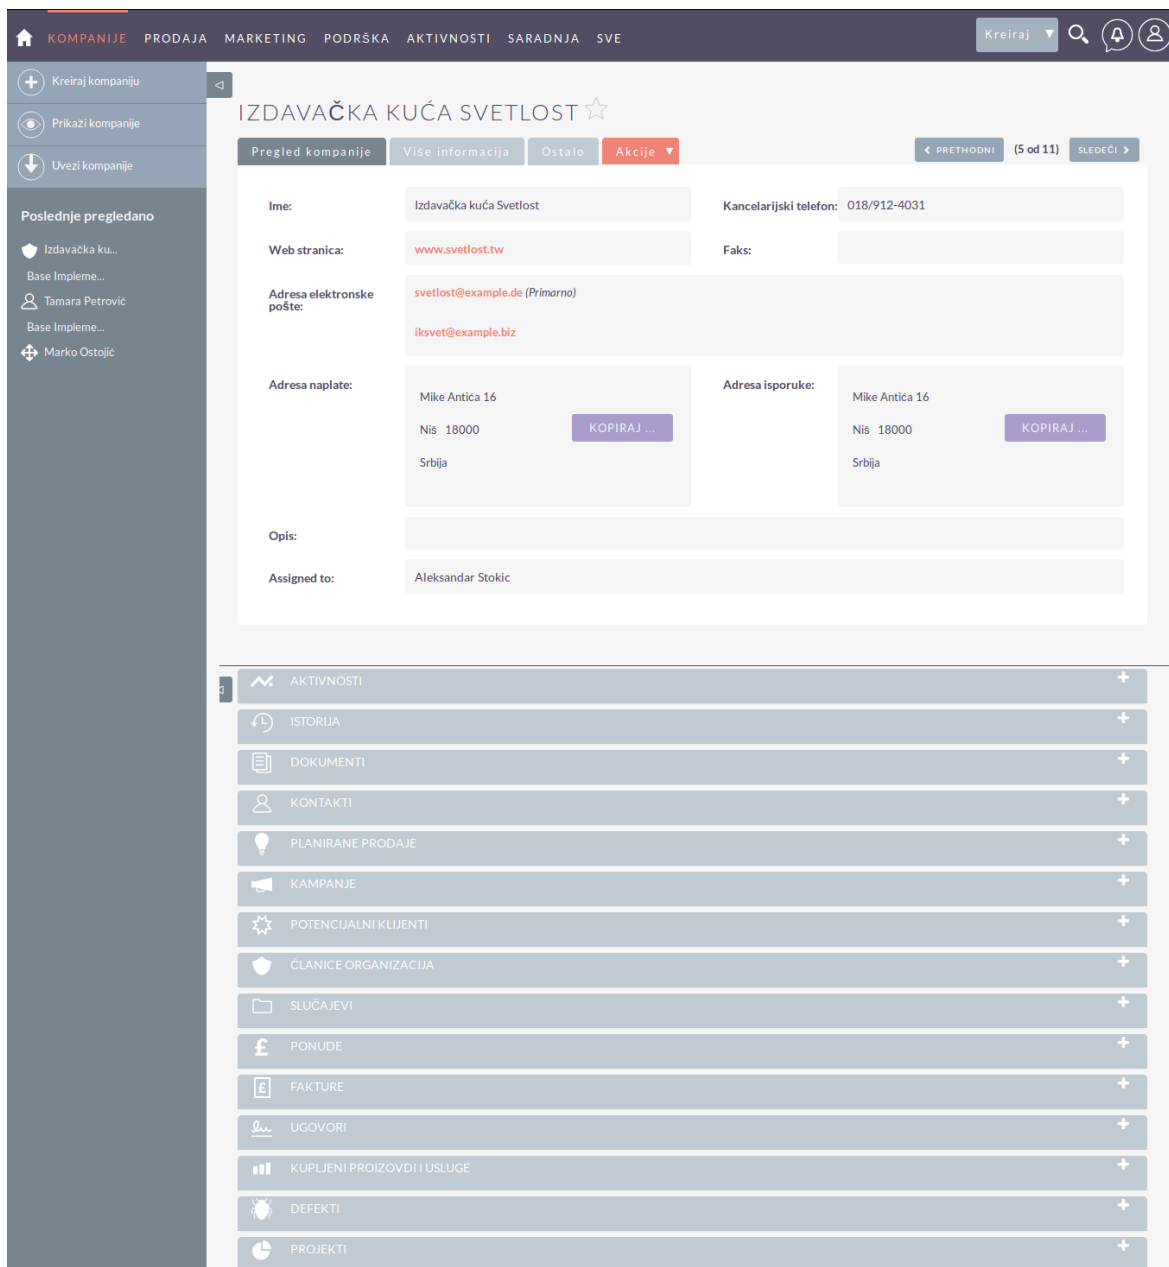 KOMPANIJE PRODAJA MARKETING PODRŠKA AKTIVNOSTI SARADNJA SVE Kreiraj
Kreiraj kompaniju
Prikaži kompanije
Uvezi kompanije
Poslednje pregledano
Izdavačka ku...
Base Impleme...
Tamara Petrović
Base Impleme...
Marko Ostojić
IZDAVAČKA KUĆA SVETLOST
Pregled kompanije Više informacija Ostalo Akcije PRETHODNI (5 od 11) SLEDEĆI
Ime: Izdavačka kuća Svetlost Kancelarijski telefon: 018/912-4031
Web stranica: www.svetlost.tw Faks:
Adresa elektronske pošte: svetlost@example.de (Primarno)
iksvet@example.biz
Adresa naplate: Adresa isporuke:
Mike Antića 16 Mike Antića 16
Niš 18000 KOPIRAJ ... Niš 18000 KOPIRAJ ...
Srbija Srbija
Opis:
Assigned to: Aleksandar Stokic
AKTIVNOSTI
ISTORIJA
DOKUMENTI
KONTAKTI
PLANIRANE PRODAJE
KAMPANJE
POTENCIJALNI KLIJENTI
ČLANICE ORGANIZACIJA
SLUČAJEVI
PONUDE
FAKTURE
UGOVORI
KUPLJENI PROIZOVDI I USLUGE
DEFEKTI
PROJEKTI